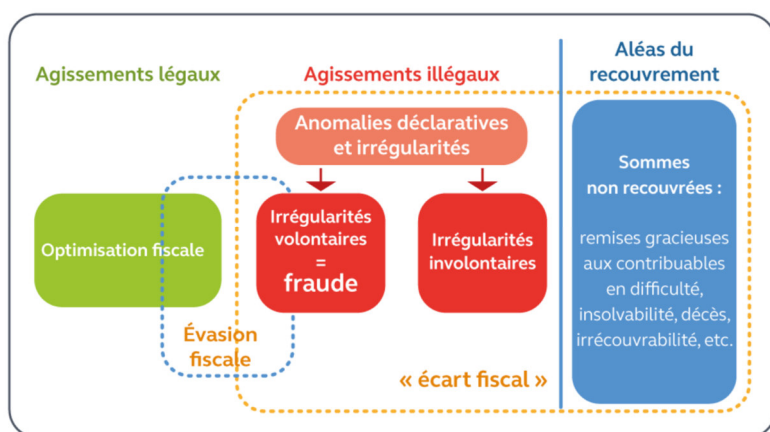 Agissements légaux
Agissements illégaux
Aléas du
recouvrement
Anomalies déclaratives
et irrégularités
Optimisation fiscale
Irrégularités
volontaires
=
fraude
Irrégularités
involontaires
Sommes
non recouvrées :
remises gracieuses
aux contribuables
en difficulté,
insolvabilité, décès,
irrécouvrabilité, etc.
Évasion
fiscale
« écart fiscal »